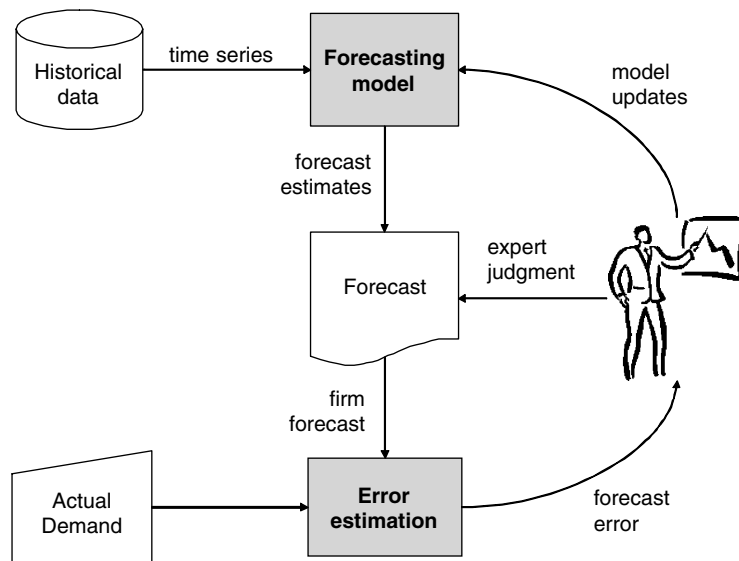 Historical
data
time series
Forecasting
model
model
updates
forecast
estimates
Forecast
expert
judgment
firm
forecast
Actual
Demand
Error
estimation
forecast
error